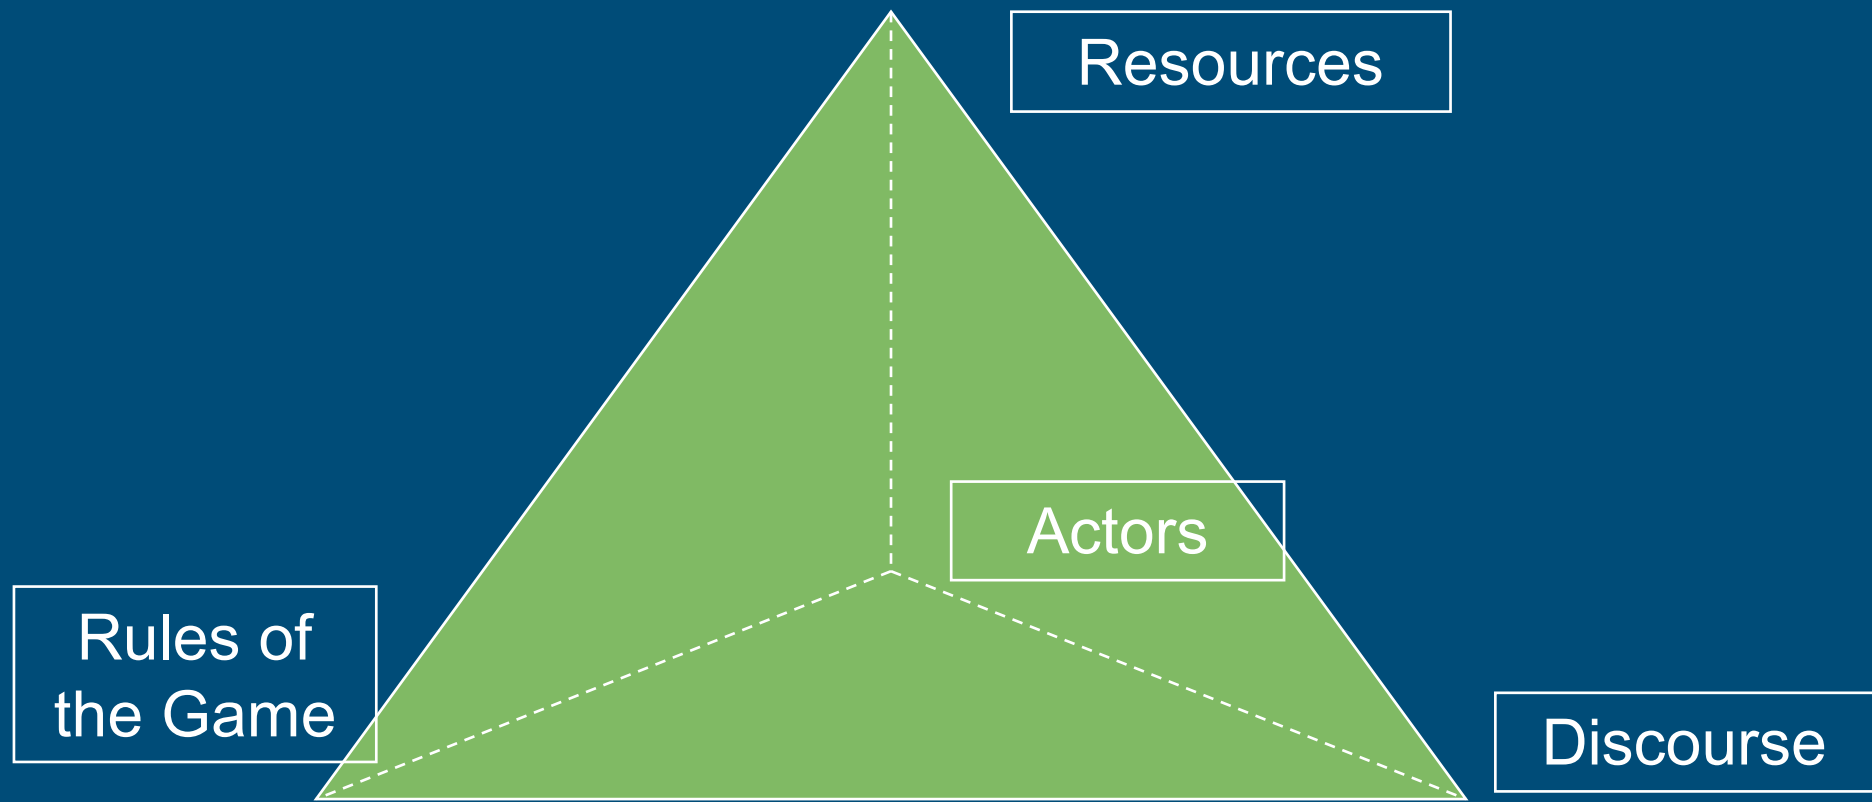 Resources
Actors
Rules of
the Game
Discourse